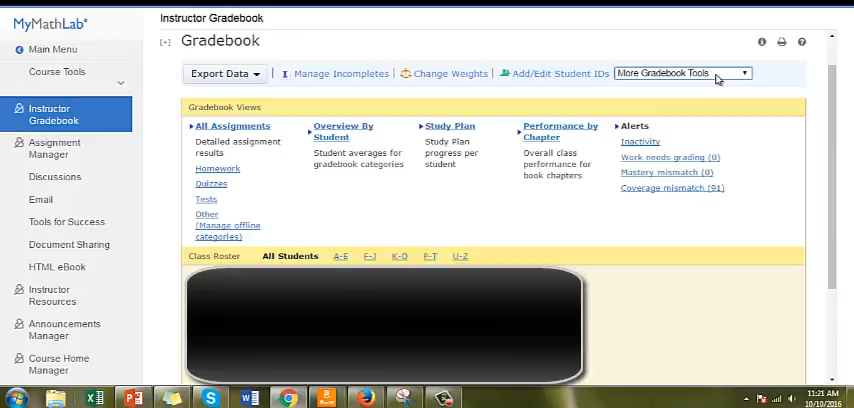 MyMathLab®
Instructor Gradebook
Main Menu
[+] Gradebook
Course Tools
Export Data
Manage Incompletes
Change Weights
Add/Edit Student IDs
More Gradebook Tools
Instructor
Gradebook
Assignment
Manager
Discussions
Email
Tools for Success
Document Sharing
HTML eBook
Instructor
Resources
Announcements
Manager
Course Home
Manager
Gradebook Views
All Assignments
Detailed assignment
results
Homework
Quizzes
Tests
Other
(Manage offline
categories)
Overview By
Student
Student averages for
gradebook categories
Study Plan
Study Plan
progress per
student
Performance by
Chapter
Overall class
performance for
book chapters
Alerts
Inactivity
Work needs grading (0)
Mastery mismatch (0)
Coverage mismatch (91)
Class Roster All Students A-E F-J K-O P-T U-Z
11:21 AM
10/10/2016